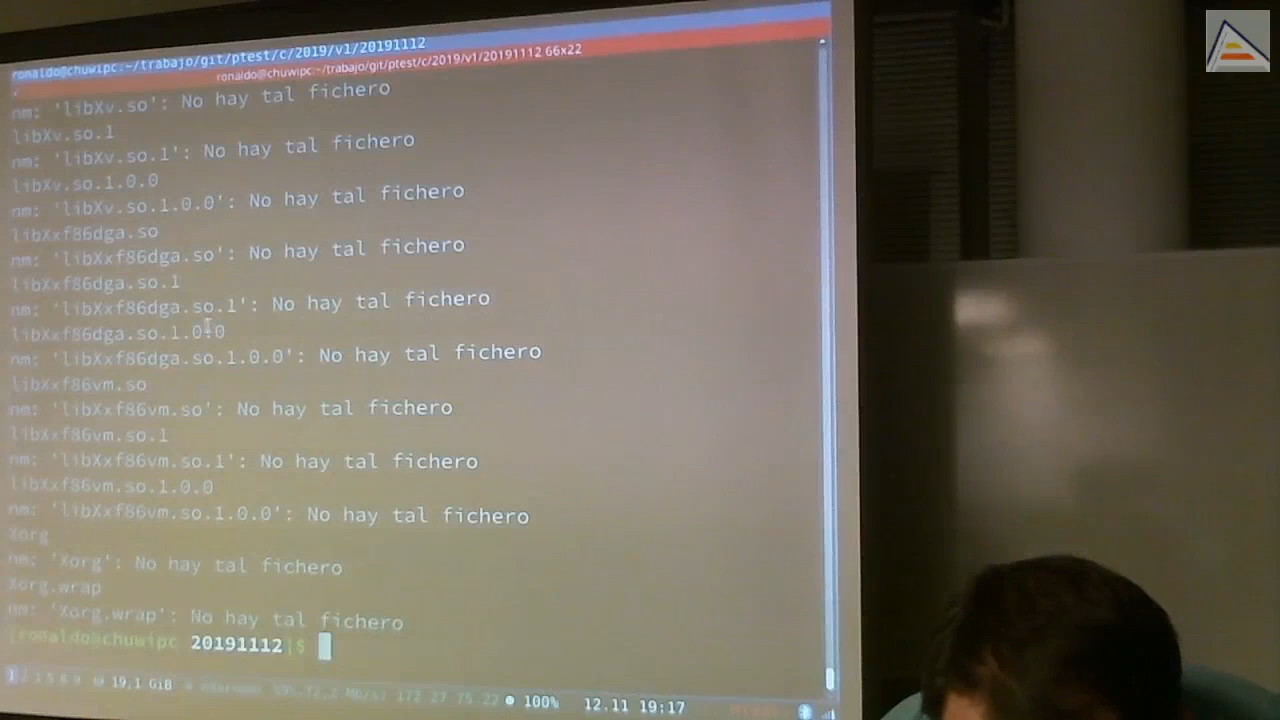 ronaldo@chuwipc:~/trabajo/git/ptest/c/2019/v1/20191112
ronaldo@chuwipc:~/trabajo/git/ptest/c/2019/v1/20191112 66x22
nm: 'libXv.so': No hay tal fichero
libXv.so.1
nm: 'libXv.so.1': No hay tal fichero
libXv.so.1.0.0
nm: 'libXv.so.1.0.0': No hay tal fichero
libXxf86dga.so
nm: 'libXxf86dga.so': No hay tal fichero
libXxf86dga.so.1
nm: 'libXxf86dga.so.1': No hay tal fichero
libXxf86dga.so.1.0.0
nm: 'libXxf86dga.so.1.0.0': No hay tal fichero
libXxf86vm.so
nm: 'libXxf86vm.so': No hay tal fichero
libXxf86vm.so.1
nm: 'libXxf86vm.so.1': No hay tal fichero
libXxf86vm.so.1.0.0
nm: 'libXxf86vm.so.1.0.0': No hay tal fichero
Xorg
nm: 'Xorg': No hay tal fichero
Xorg.wrap
nm: 'Xorg.wrap': No hay tal fichero
[ronaldo@chuwipc 20191112]$
19,1 GiB 172 27 75 22 100% 12.11 19:17